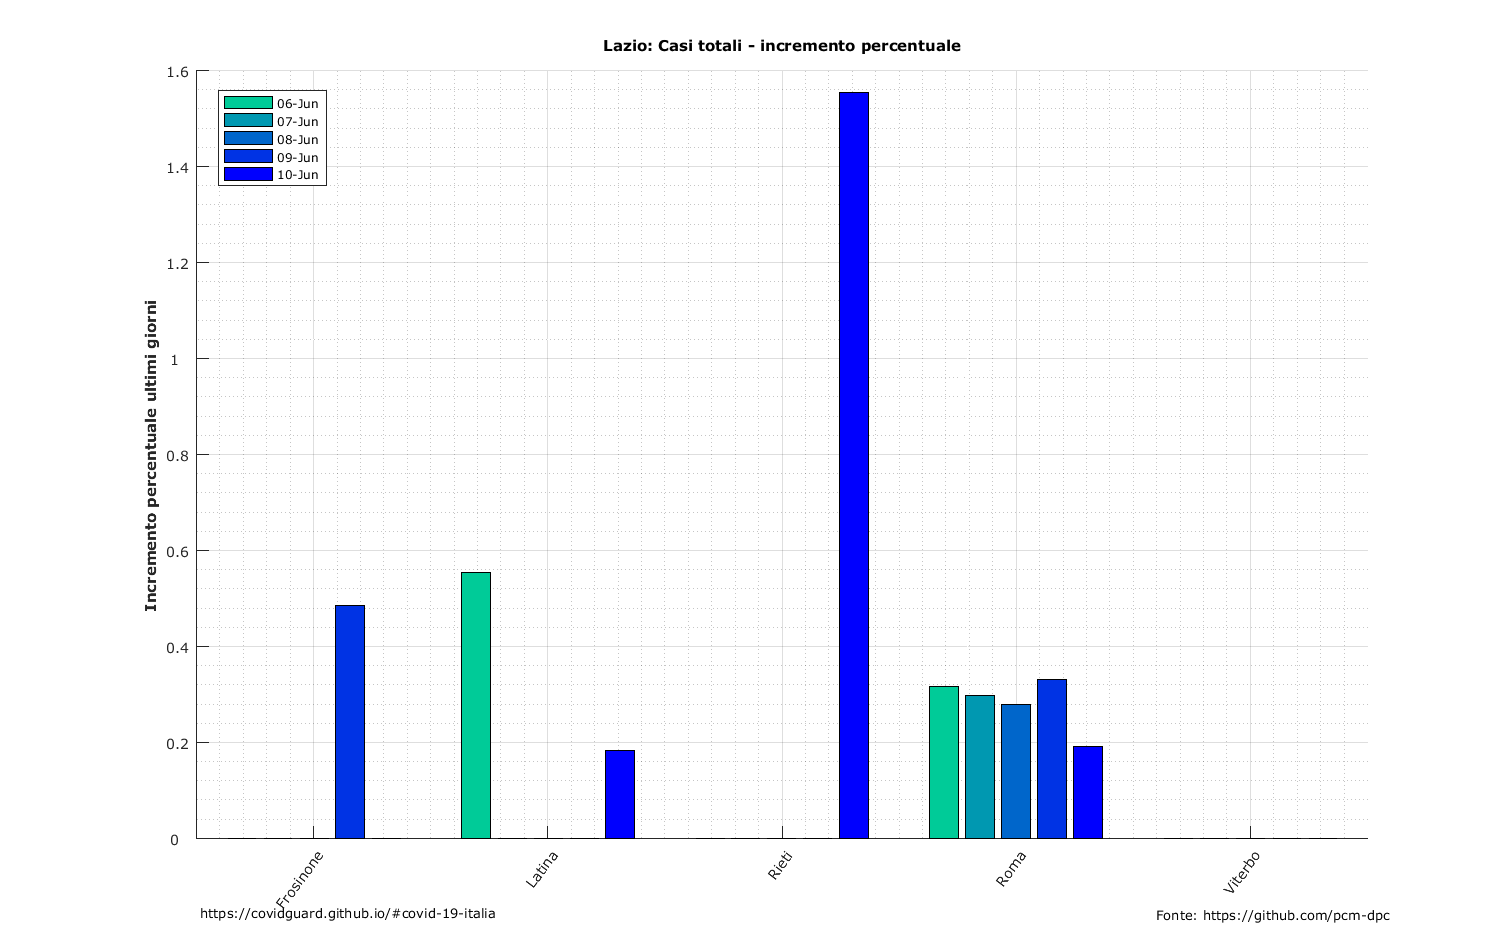 Lazio: Casi totali - incremento percentuale
1.6
1.4
1.2
1
0.8
0.6
0.4
0.2
0
Incremento percentuale ultimi giorni
06-Jun
07-Jun
08-Jun
09-Jun
10-Jun
Frosinone
Latina
Rieti
Roma
Viterbo
https://covidguard.github.io/#covid-19-italia
Fonte: https://github.com/pcm-dpc